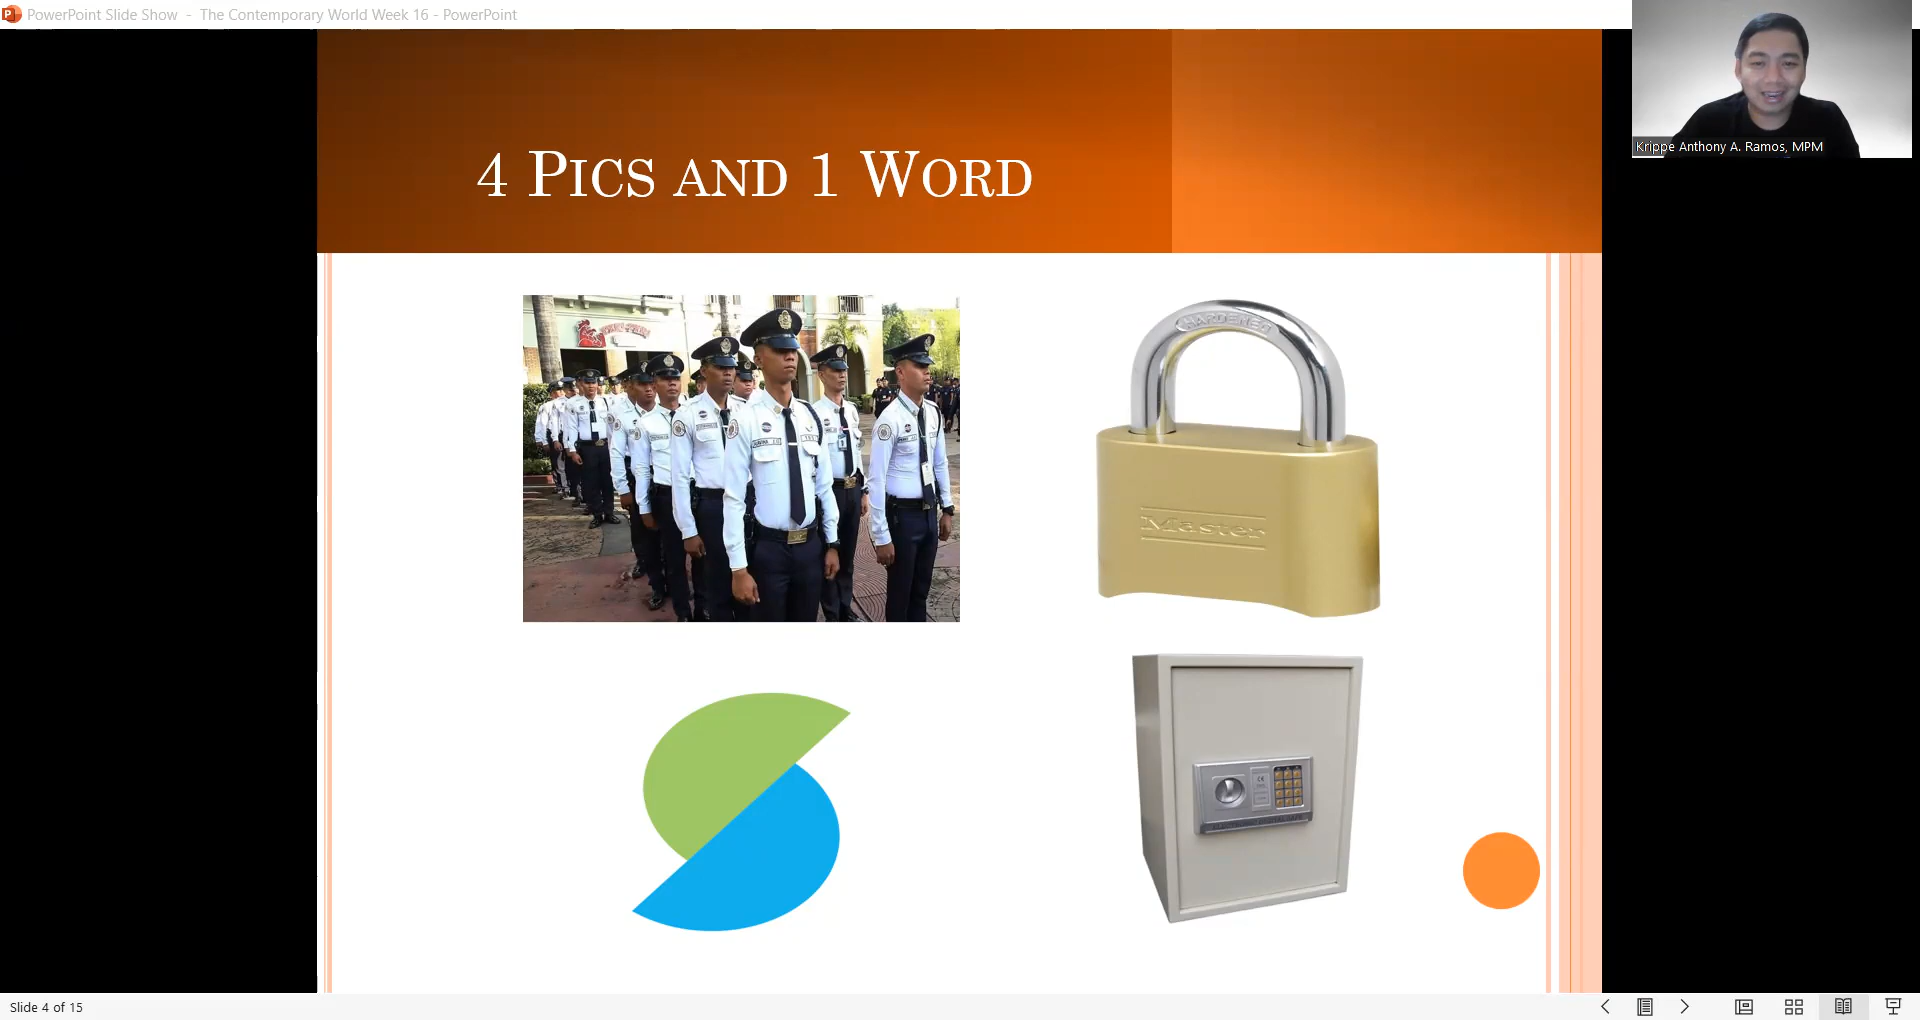 PowerPoint Slide Show - The Contemporary World Week 16 - PowerPoint
Krippe Anthony A. Ramos, MPM
4 PICS AND 1 WORD
HARDENED
Master
Slide 4 of 15